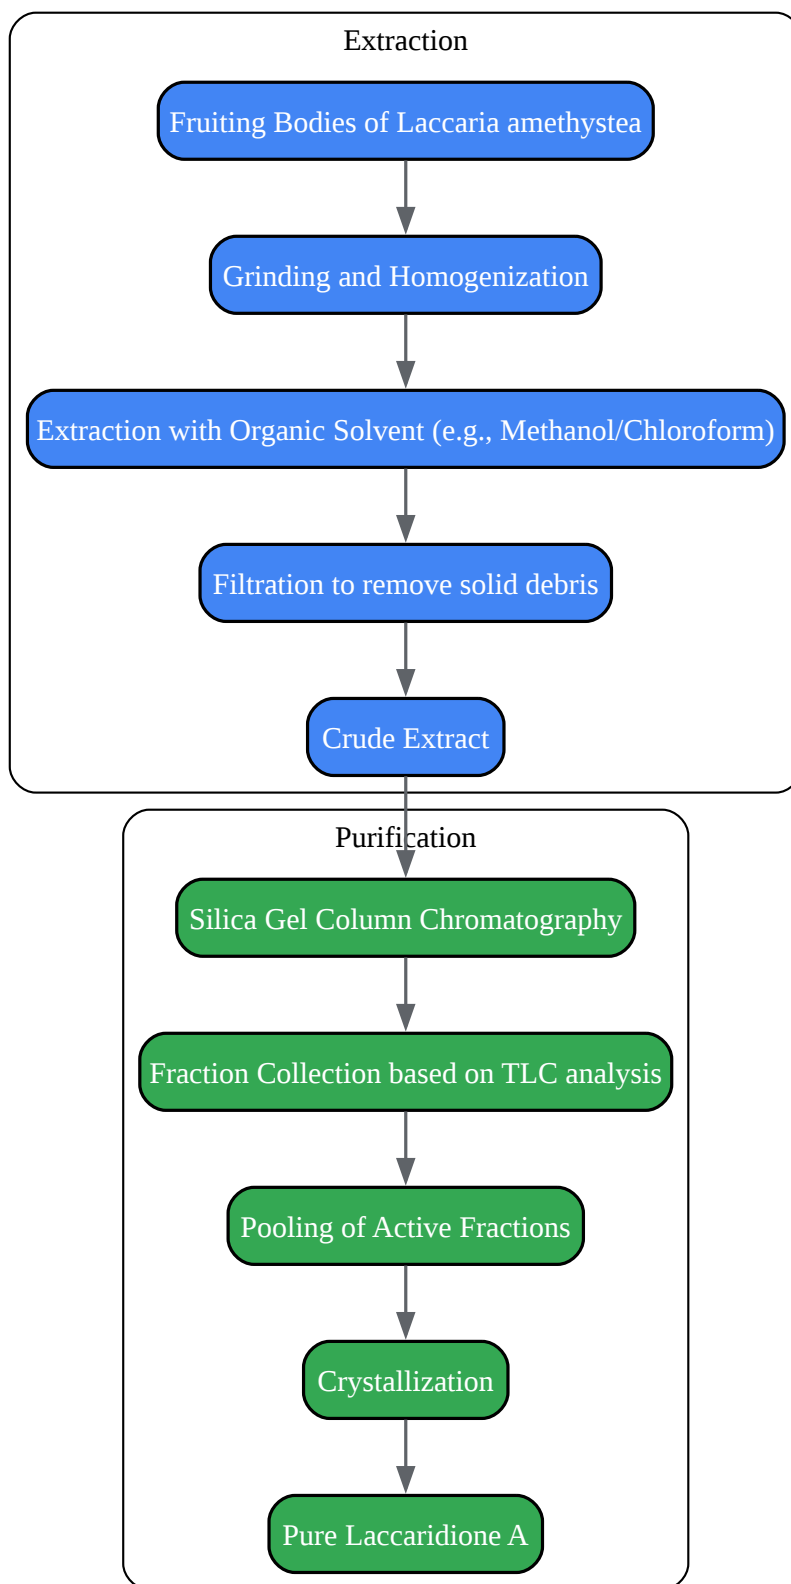 Extraction
Fruiting Bodies of Laccaria amethystea
Grinding and Homogenization
Extraction with Organic Solvent (e.g., Methanol/Chloroform)
Filtration to remove solid debris
Crude Extract
Purification
Silica Gel Column Chromatography
Fraction Collection based on TLC analysis
Pooling of Active Fractions
Crystallization
Pure Laccaridione A